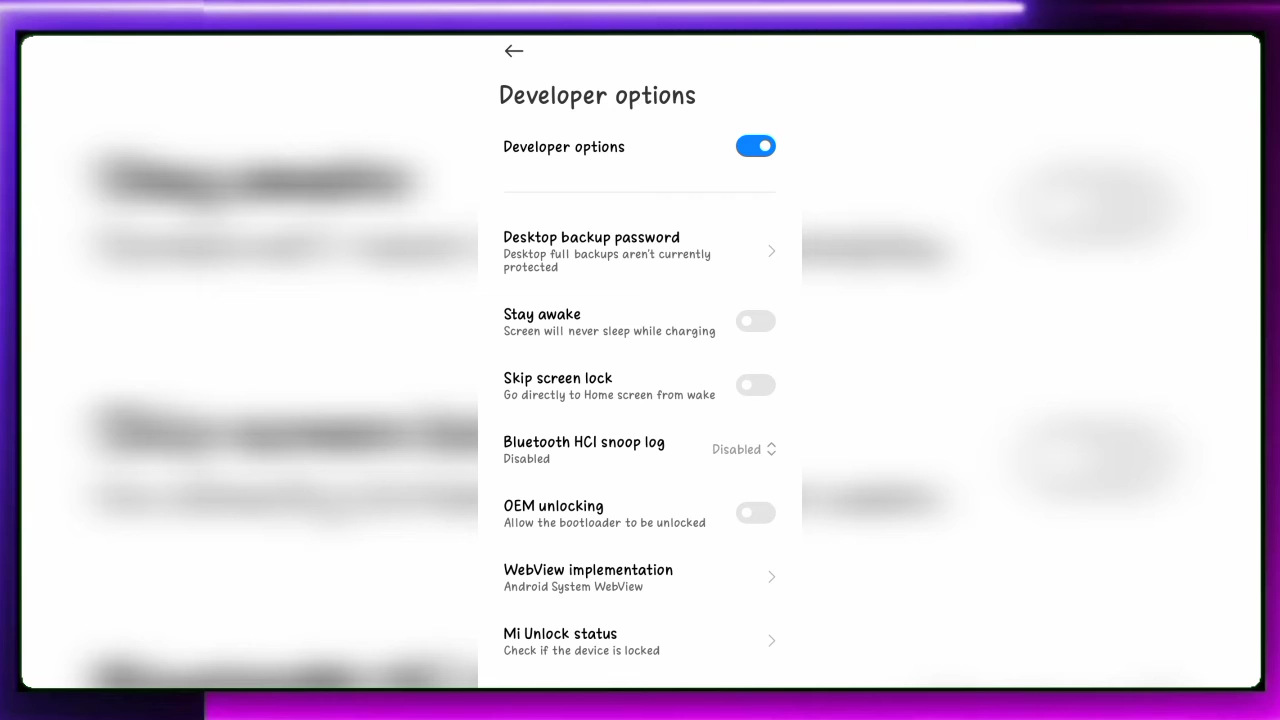 Developer options
Developer options
Desktop backup password
Desktop full backups aren't currently
protected
Stay awake
Screen will never sleep while charging
Skip screen lock
Go directly to Home screen from wake
Bluetooth HCI snoop log
Disabled
Disabled
OEM unlocking
Allow the bootloader to be unlocked
WebView implementation
Android System WebView
Mi Unlock status
Check if the device is locked